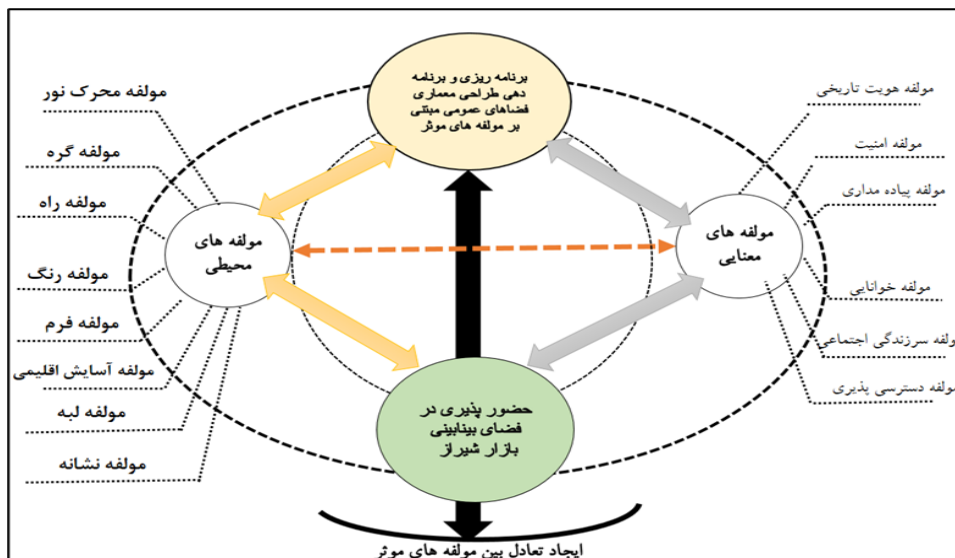 برنامه ریزی و برنامه
دهی طراحی معماری
فضاهای عمومی مبتنی
بر مولفه های موثر
مولفه هویت تاریخی
مولفه امنیت
مولفه پیاده مداری
مولفه های
معنایی
مولفه خوانایی
ولفه سرزندگی اجتماعی
مولفه دسترسی پذیری
مولفه محرک نور
مولفه گره
مولفه راه
مولفه های
محیطی
مولفه رنگ
مولفه فرم
مولفه آسایش اقلیمی
مولفه لبه
مولفه نشانه
حضور پذیری در
فضای بینابینی
بازار شیراز
ایجاد تعادل بین مولفه های موثر